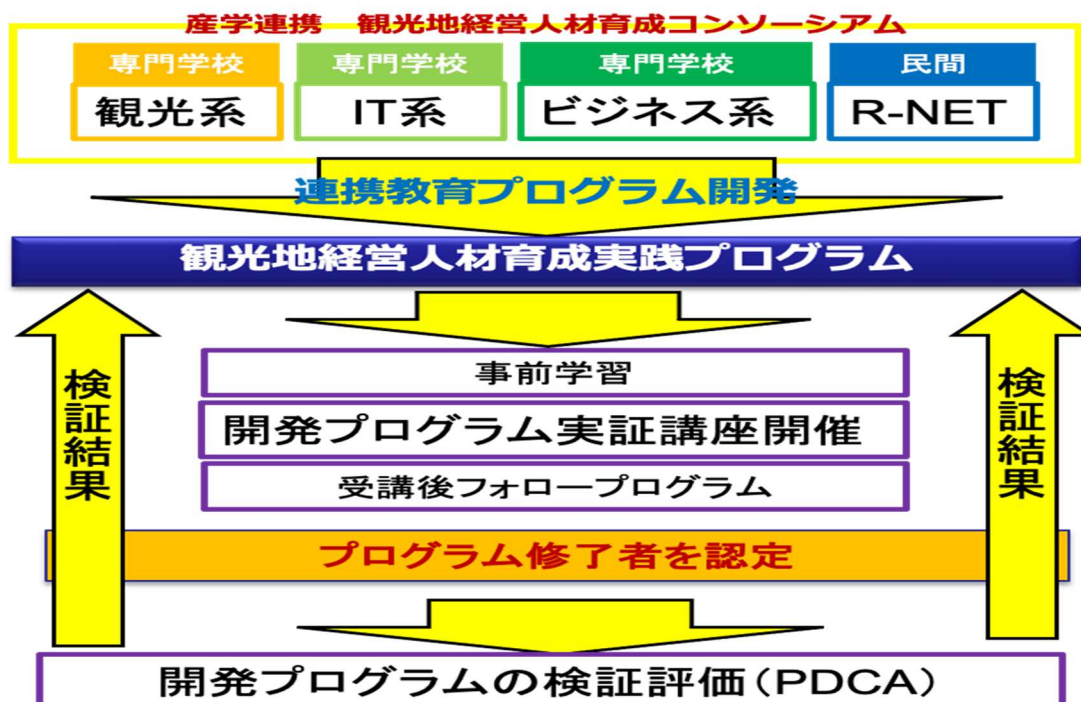 産学連携　観光地経営人材育成コンソーシアム
専門学校 専門学校 専門学校 民間
観光系 IT系 ビジネス系 R-NET
連携教育プログラム開発
観光地経営人材育成実践プログラム
事前学習
開発プログラム実証講座開催
受講後フォロープログラム
検証結果
検証結果
プログラム修了者を認定
開発プログラムの検証評価（PDCA）